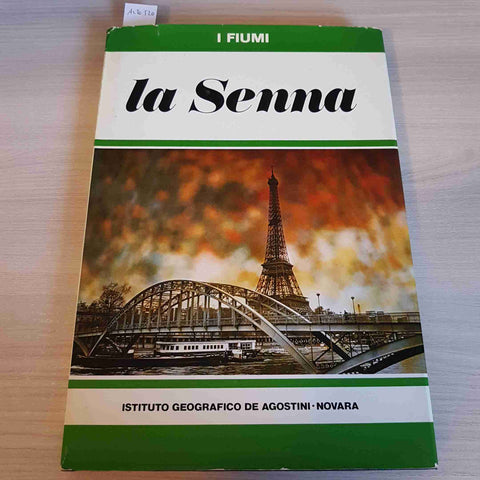 I FIUMI
la Senna
ISTITUTO GEOGRAFICO DE AGOSTINI·NOVARA